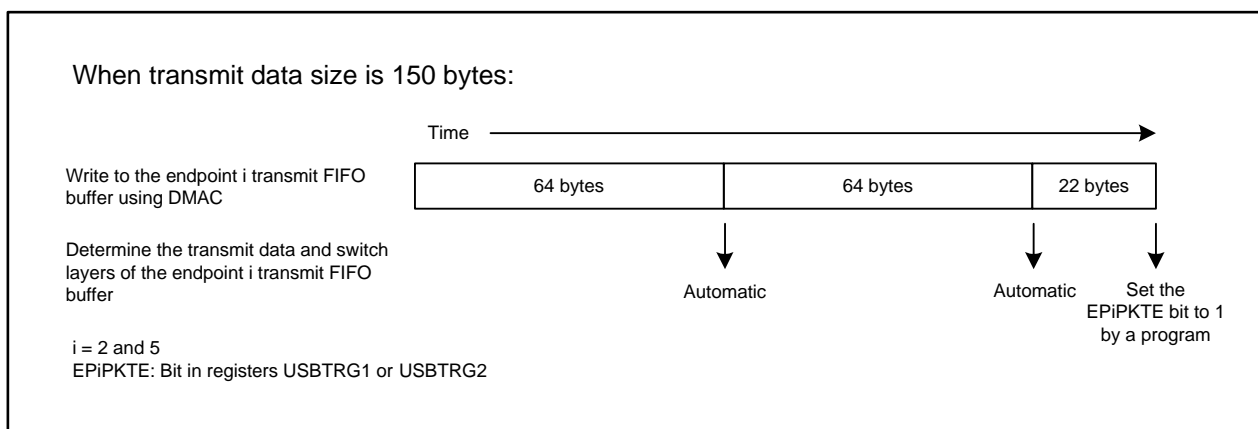 When transmit data size is 150 bytes:
Time
Write to the endpoint i transmit FIFO
buffer using DMAC
64 bytes
64 bytes
22 bytes
Determine the transmit data and switch
layers of the endpoint i transmit FIFO
buffer
Automatic
Automatic
Set the
EPiPKTE bit to 1
by a program
i = 2 and 5
EPiPKTE: Bit in registers USBTRG1 or USBTRG2